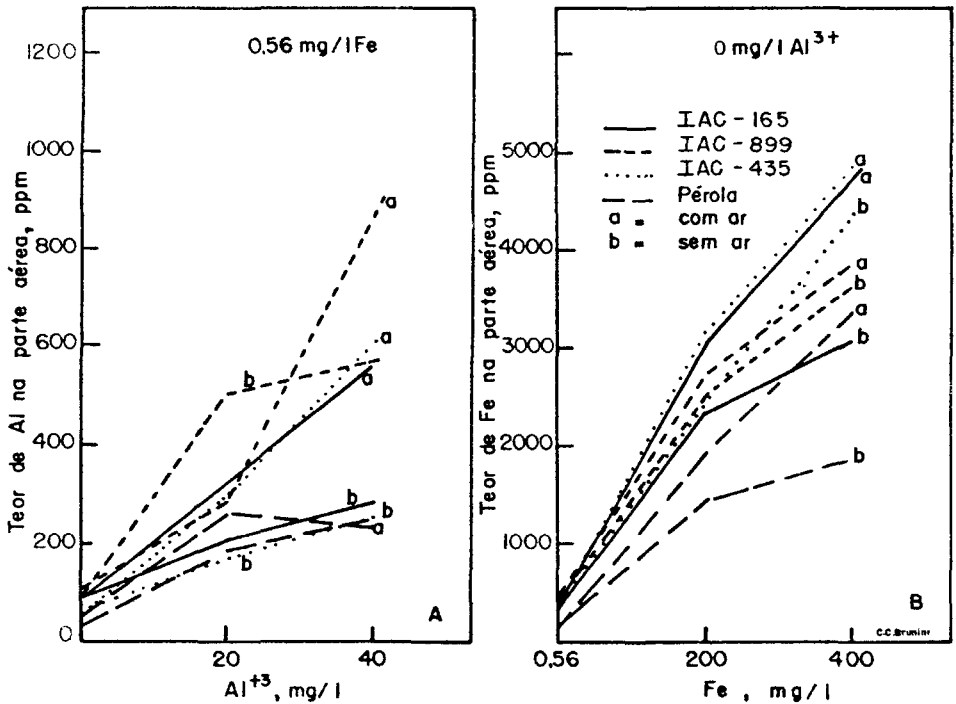 Teor de Al na parte aérea, ppm
1200
1000
800
600
400
200
0
0,56 mg/l Fe
a
b
a
a
b
b
a
b
A
20
40
Al+3, mg/l
Teor de Fe na parte aérea, ppm
5000
4000
3000
2000
1000
0 mg/l Al3+
IAC-165
IAC-899
IAC-435
Pérola
a = com ar
b = sem ar
a
a
b
a
b
a
b
b
B
C.C.Brunini
0,56
200
400
Fe, mg/l